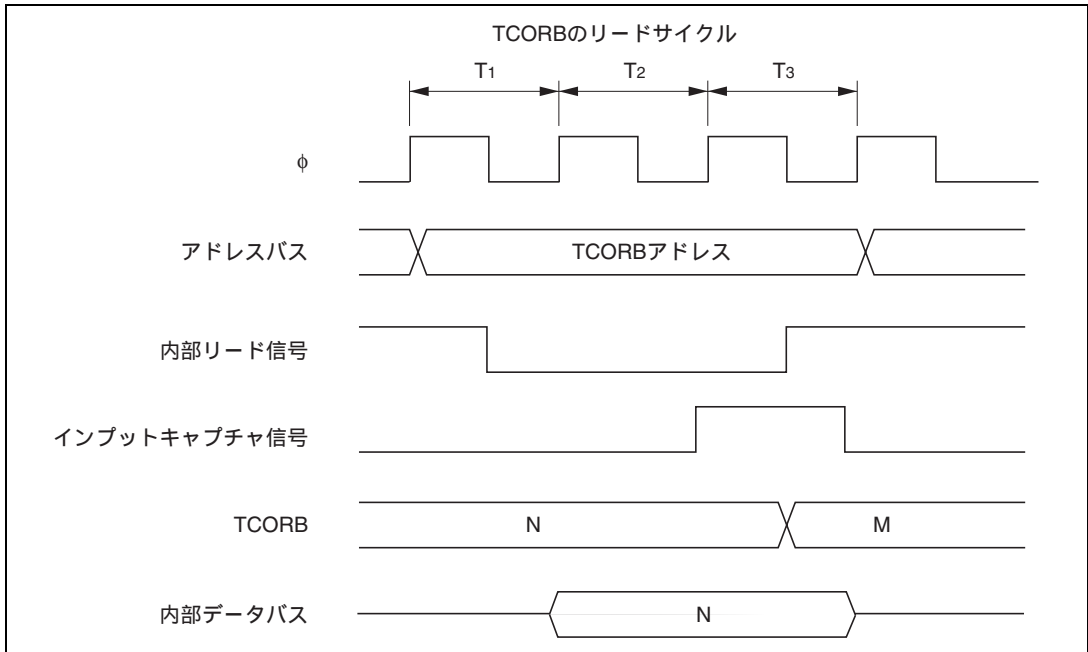 TCORBのリードサイクル
T1 T2 T3
φ
アドレスバス TCORBアドレス
内部リード信号
インプットキャプチャ信号
TCORB N M
内部データバス N